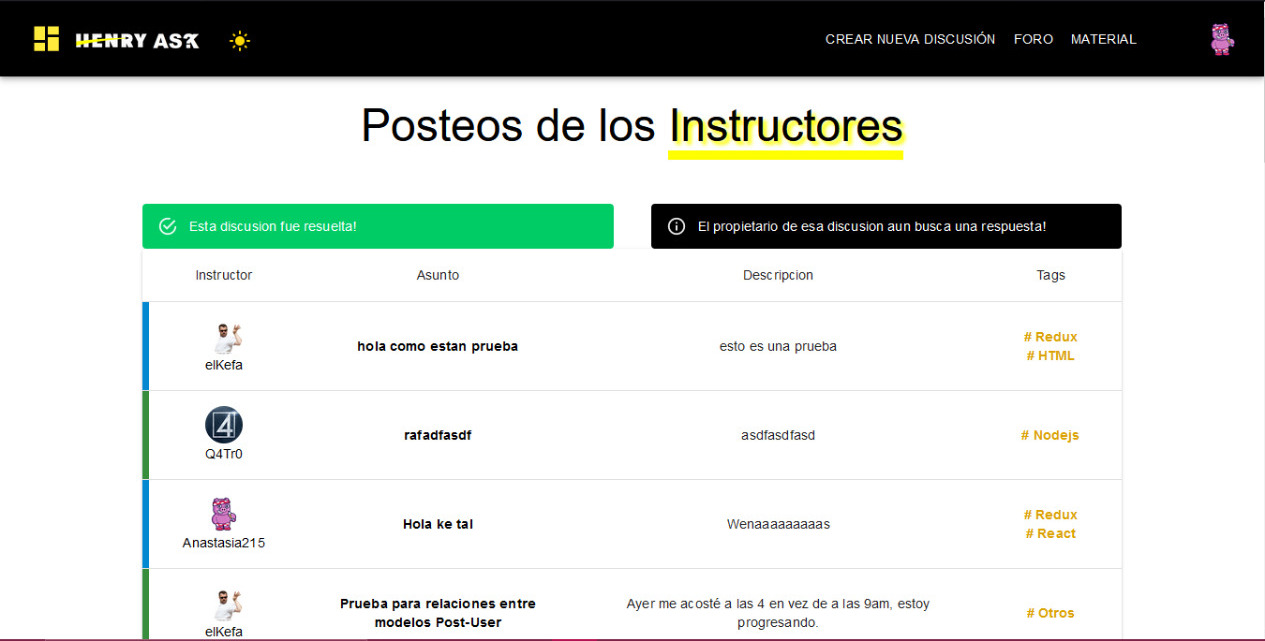 HENRY ASK
CREAR NUEVA DISCUSIÓN FORO MATERIAL
Posteos de los Instructores
Esta discusion fue resuelta!
El propietario de esa discusion aun busca una respuesta!
Instructor Asunto Descripcion Tags
elKefa
hola como estan prueba
esto es una prueba
# Redux
# HTML
4
Q4Tr0
rafadfasdf
asdfasdfasd
# Nodejs
Anastasia215
Hola ke tal
Wenaaaaaaaaas
# Redux
# React
elKefa
Prueba para relaciones entre
modelos Post-User
Ayer me acosté a las 4 en vez de a las 9am, estoy
progresando.
# Otros